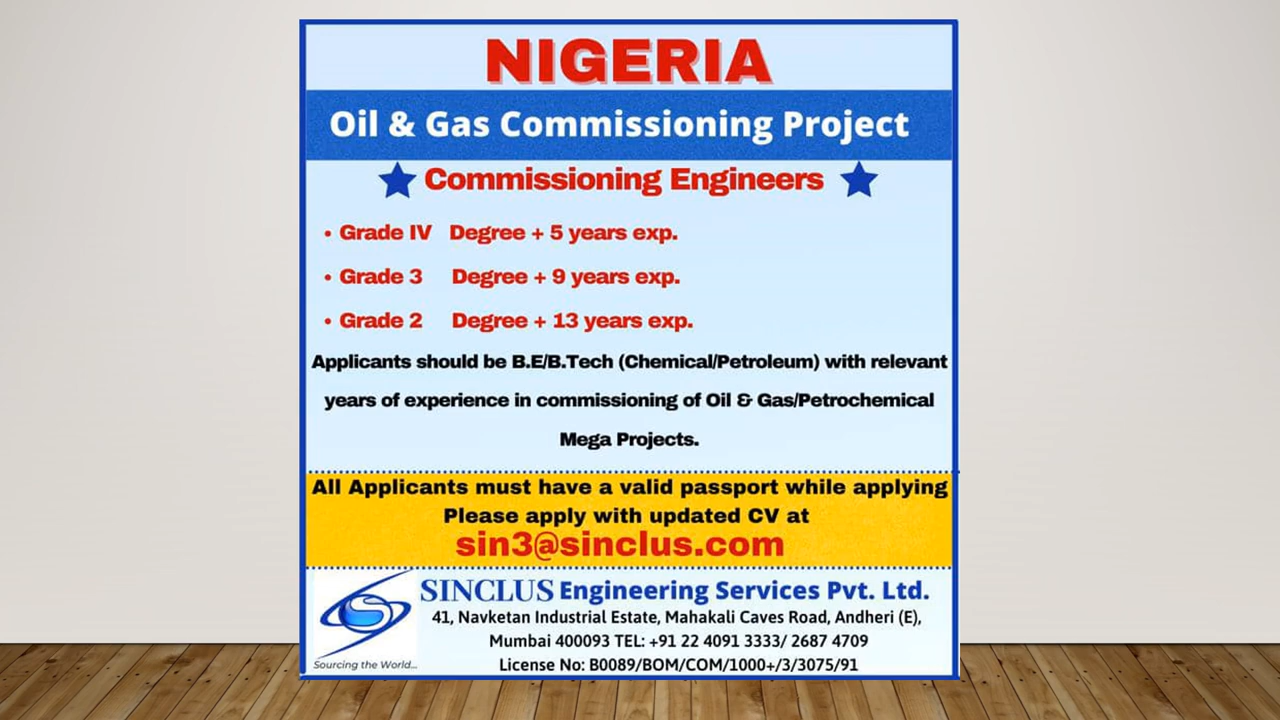 NIGERIA
Oil & Gas Commissioning Project
Commissioning Engineers
• Grade IV Degree + 5 years exp.
• Grade 3 Degree + 9 years exp.
• Grade 2 Degree + 13 years exp.
Applicants should be B.E/B.Tech (Chemical/Petroleum) with relevant
years of experience in commissioning of Oil & Gas/Petrochemical
Mega Projects.
All Applicants must have a valid passport while applying
Please apply with updated CV at
sin3@sinclus.com
SINCLUS Engineering Services Pvt. Ltd.
41, Navketan Industrial Estate, Mahakali Caves Road, Andheri (E),
Mumbai 400093 TEL: +91 22 4091 3333/ 2687 4709
Sourcing the World...
License No: B0089/BOM/COM/1000+/3/3075/91